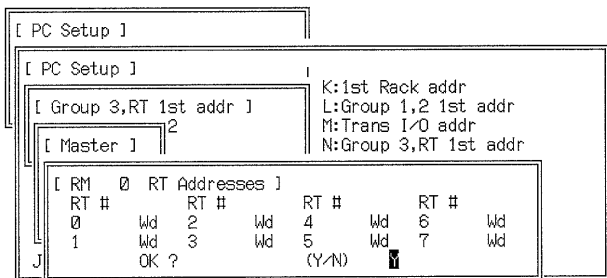 [ PC Setup ]
[ PC Setup ]
K:1st Rack addr
[ Group 3,RT 1st addr ]
L:Group 1,2 1st addr
2
M:Trans I/O addr
[ Master ]
N:Group 3,RT 1st addr
[ RM 0 RT Addresses ]
RT # RT # RT # RT #
0 Wd 2 Wd 4 Wd 6 Wd
1 Wd 3 Wd 5 Wd 7 Wd
J OK ? (Y/N) Y